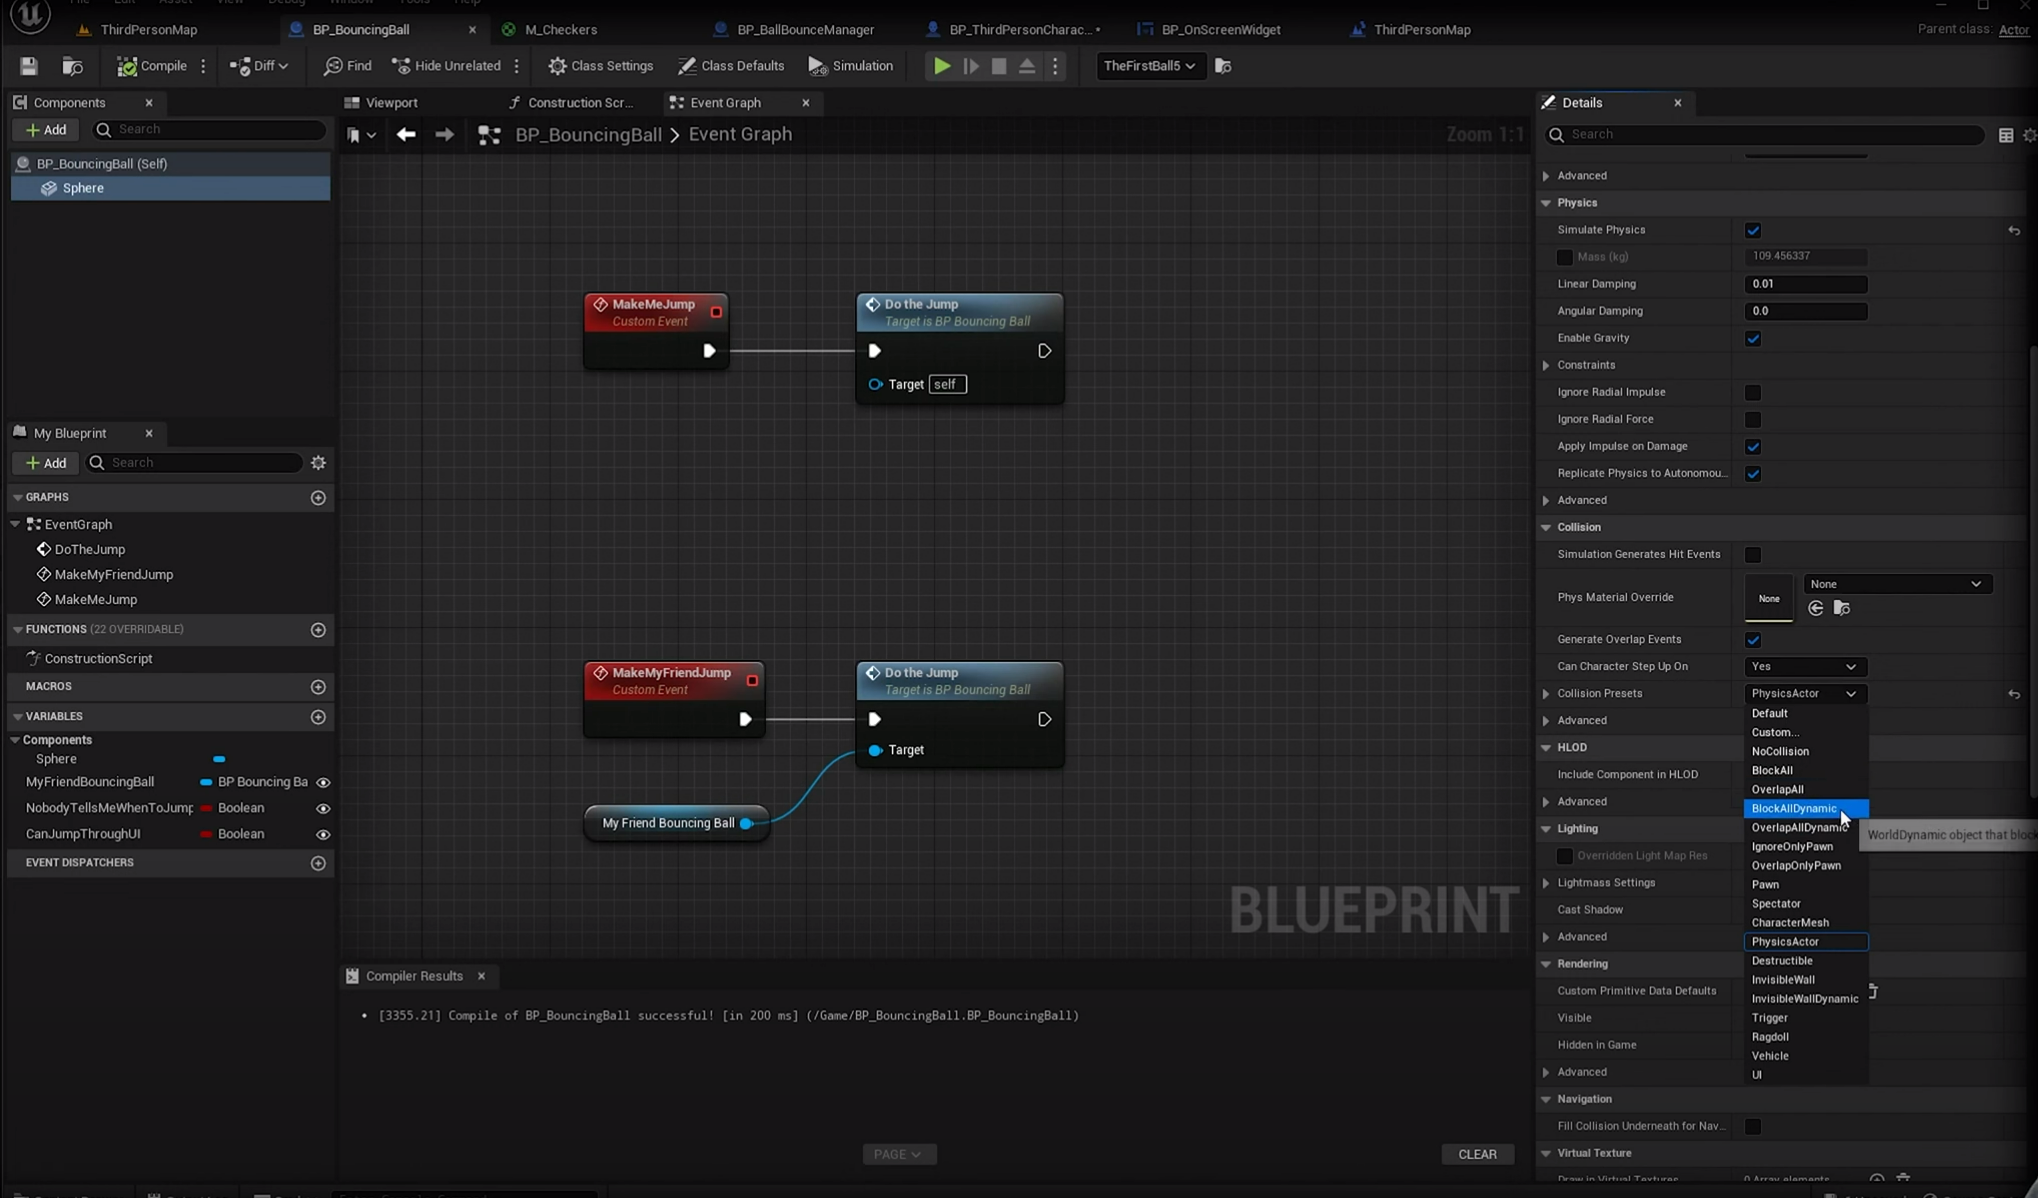 ThirdPersonMap
BP_BouncingBall
M_Checkers
BP_BallBounceManager
BP_ThirdPersonCharac... •
BP_OnScreenWidget
ThirdPersonMap
Parent class: Actor
Compile
Diff
Find
Hide Unrelated
Class Settings
Class Defaults
Simulation
TheFirstBall5
Components
+ Add
Search
BP_BouncingBall (Self)
Sphere
My Blueprint
+ Add
Search
GRAPHS
EventGraph
DoTheJump
MakeMyFriendJump
MakeMeJump
FUNCTIONS (22 OVERRIDABLE)
ConstructionScript
MACROS
VARIABLES
Components
Sphere
MyFriendBouncingBall BP Bouncing Ba
NobodyTellsMeWhenToJump Boolean
CanJumpThroughUI Boolean
EVENT DISPATCHERS
Viewport
Construction Scr...
Event Graph
BP_BouncingBall > Event Graph
Zoom 1:1
MakeMeJump
Custom Event
Do the Jump
Target is BP Bouncing Ball
Target self
MakeMyFriendJump
Custom Event
Do the Jump
Target is BP Bouncing Ball
Target
My Friend Bouncing Ball
BLUEPRINT
Compiler Results
• [3355.21] Compile of BP_BouncingBall successful! [in 200 ms] (/Game/BP_BouncingBall.BP_BouncingBall)
PAGE
CLEAR
Details
Search
Advanced
Physics
Simulate Physics
Mass (kg) 109.456337
Linear Damping 0.01
Angular Damping 0.0
Enable Gravity
Constraints
Ignore Radial Impulse
Ignore Radial Force
Apply Impulse on Damage
Replicate Physics to Autonomou...
Advanced
Collision
Simulation Generates Hit Events
Phys Material Override None None
Generate Overlap Events
Can Character Step Up On Yes
Collision Presets PhysicsActor
Advanced
HLOD
Include Component in HLOD
Advanced
Lighting
Overridden Light Map Res
Lightmass Settings
Cast Shadow
Advanced
Rendering
Custom Primitive Data Defaults
Visible
Hidden in Game
Advanced
Navigation
Fill Collision Underneath for Nav...
Virtual Texture
Draw in Virtual Textures 0 Array elements
Default
Custom...
NoCollision
BlockAll
OverlapAll
BlockAllDynamic
OverlapAllDynamic
IgnoreOnlyPawn
OverlapOnlyPawn
Pawn
Spectator
CharacterMesh
PhysicsActor
Destructible
InvisibleWall
InvisibleWallDynamic
Trigger
Ragdoll
Vehicle
UI
WorldDynamic object that block